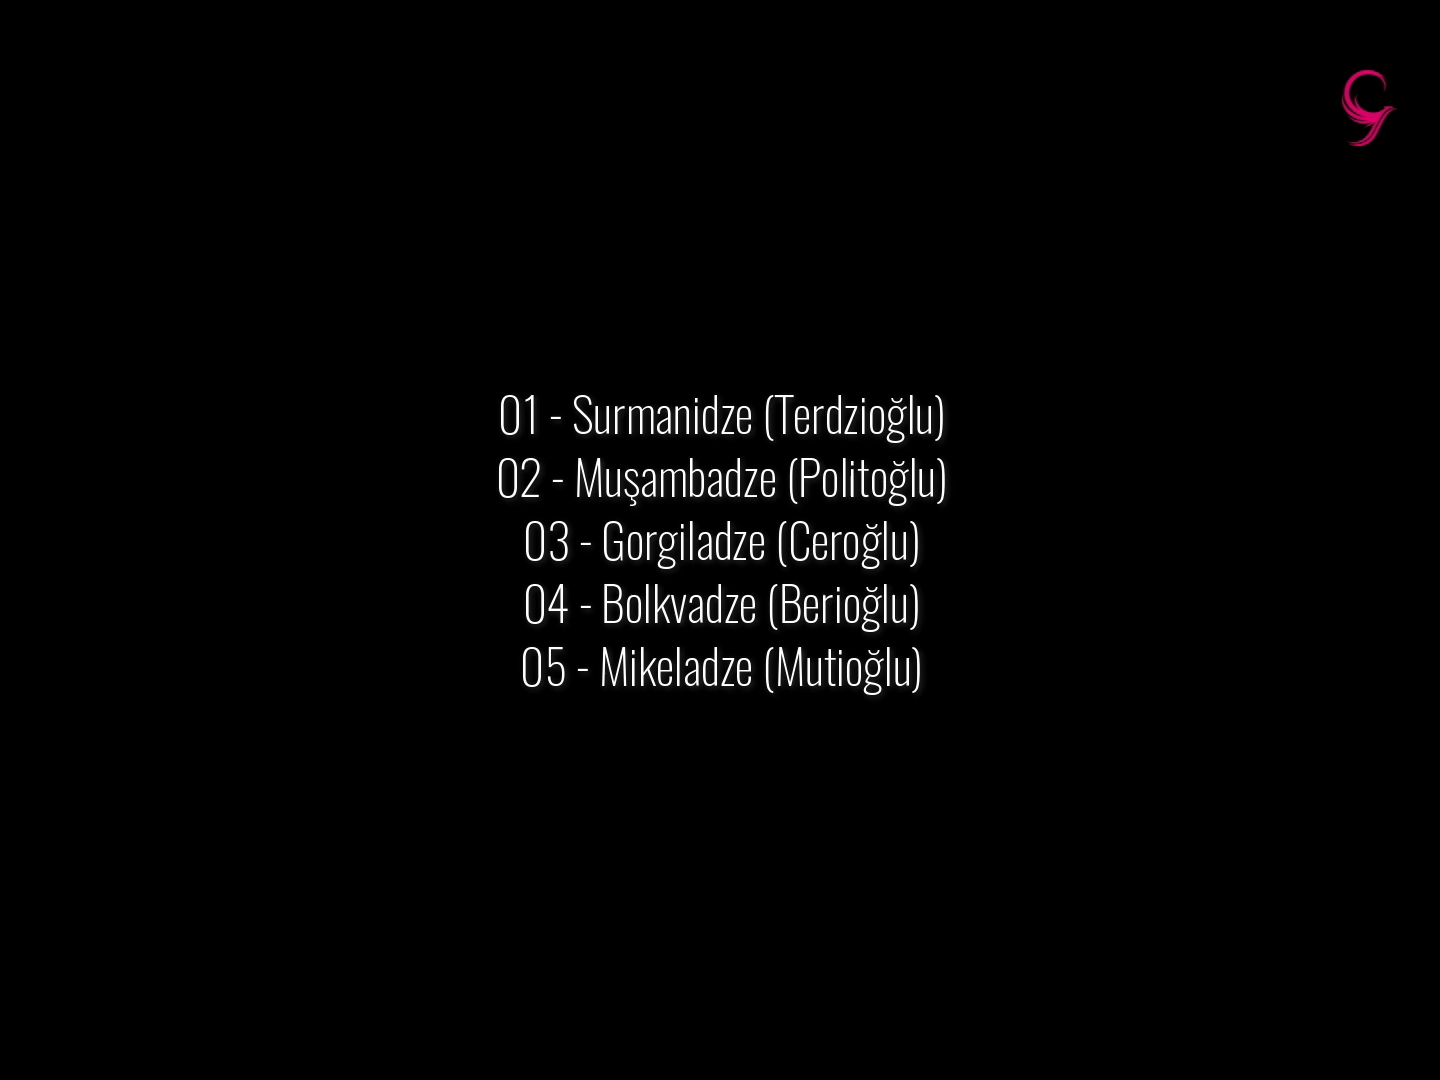 01 - Surmanidze (Terdzioğlu)
02 - Muşambadze (Politoğlu)
03 - Gorgiladze (Ceroğlu)
04 - Bolkvadze (Berioğlu)
05 - Mikeladze (Mutioğlu)